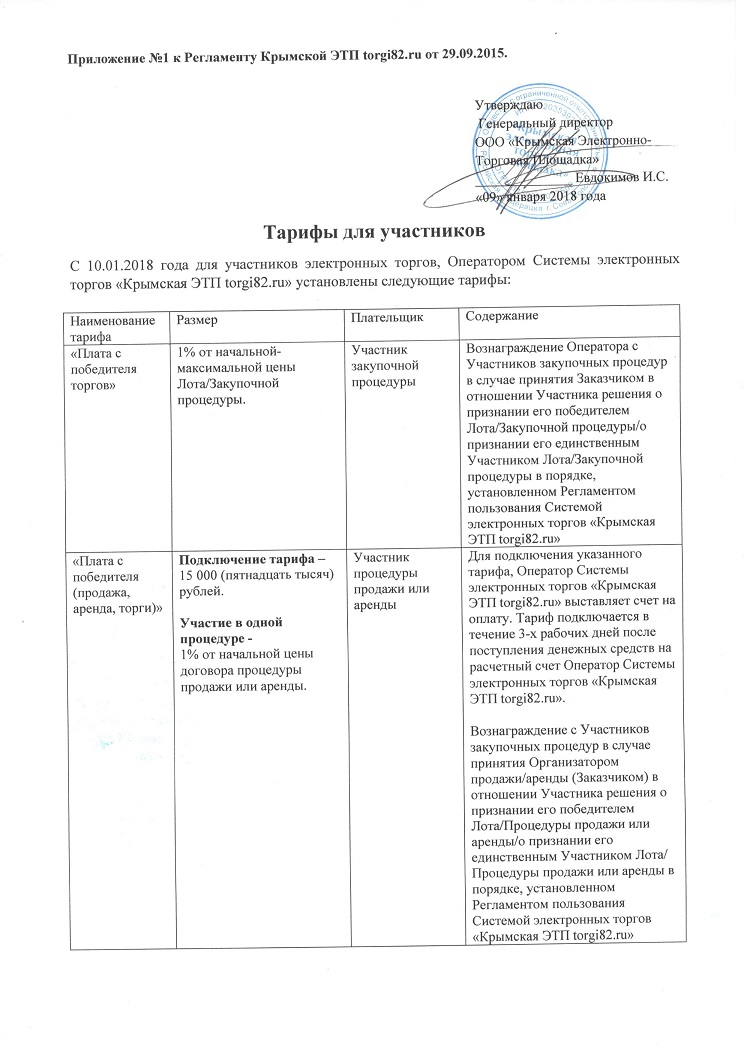 Приложение №1 к Регламенту Крымской ЭТП torgi82.ru от 29.09.2015.
Утверждаю
Генеральный директор
ООО «Крымская Электронно-
Торговая Площадка»
Евдокимов И.С.
«09» января 2018 года
Тарифы для участников
С 10.01.2018 года для участников электронных торгов, Оператором Системы электронных
торгов «Крымская ЭТП torgi82.ru» установлены следующие тарифы:
Наименование
тарифа
Размер
Плательщик
Содержание
«Плата с
победителя
торгов»
1% от начальной-
максимальной цены
Лота/Закупочной
процедуры.
Участник
закупочной
процедуры
Вознаграждение Оператора с
Участников закупочных процедур
в случае принятия Заказчиком в
отношении Участника решения о
признании его победителем
Лота/Закупочной процедуры/о
признании его единственным
Участником Лота/Закупочной
процедуры в порядке,
установленном Регламентом
пользования Системой
электронных торгов «Крымская
ЭТП torgi82.ru»
«Плата с
победителя
(продажа,
аренда, торги)»
Подключение тарифа –
15 000 (пятнадцать тысяч)
рублей.
Участие в одной
процедуре -
1% от начальной цены
договора процедуры
продажи или аренды.
Участник
процедуры
продажи или
аренды
Для подключения указанного
тарифа, Оператор Системы
электронных торгов «Крымская
ЭТП torgi82.ru» выставляет счет на
оплату. Тариф подключается в
течение 3-х рабочих дней после
поступления денежных средств на
расчетный счет Оператор Системы
электронных торгов «Крымская
ЭТП torgi82.ru».
Вознаграждение с Участников
закупочных процедур в случае
принятия Организатором
продажи/аренды (Заказчиком) в
отношении Участника решения о
признании его победителем
Лота/Процедуры продажи или
аренды/о признании его
единственным Участником Лота/
Процедуры продажи или аренды в
порядке, установленном
Регламентом пользования
Системой электронных торгов
«Крымская ЭТП torgi82.ru»